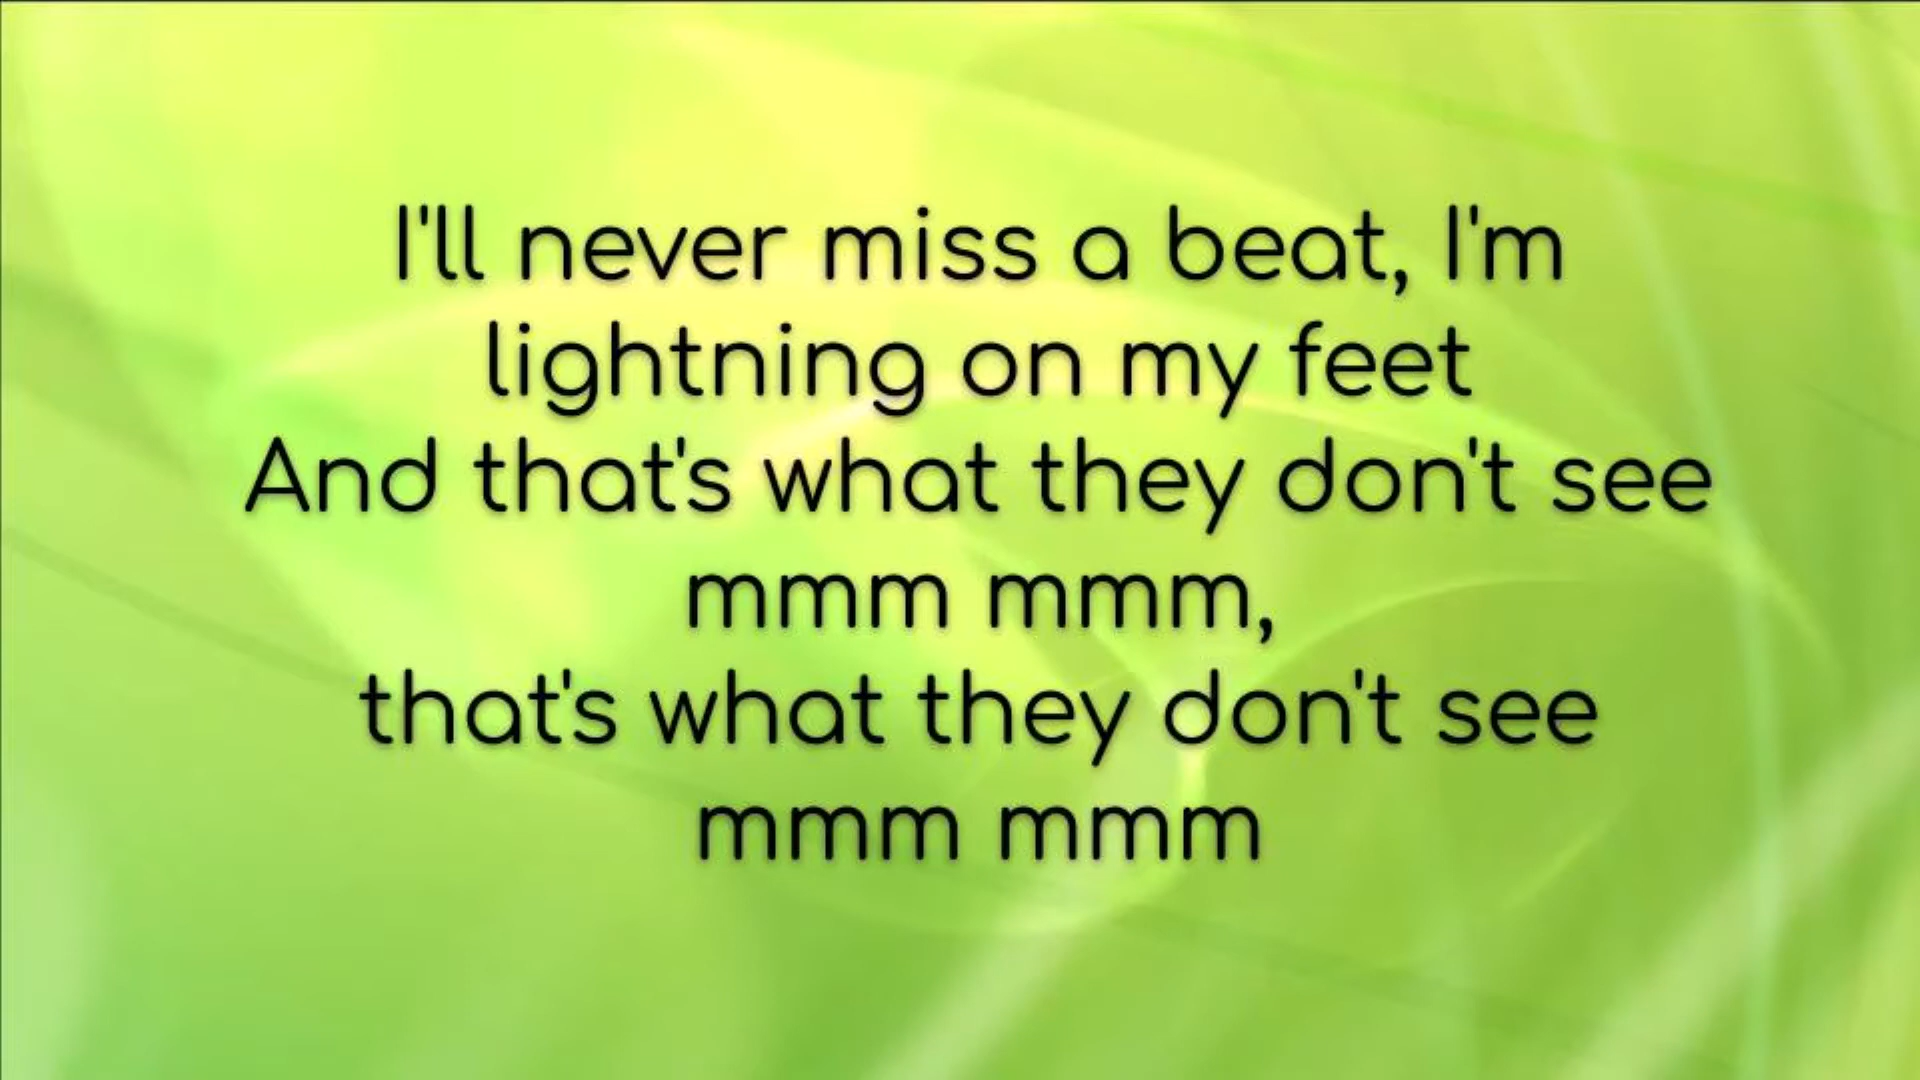 I'll never miss a beat, I'm
lightning on my feet
And that's what they don't see
mmm mmm,
that's what they don't see
mmm mmm